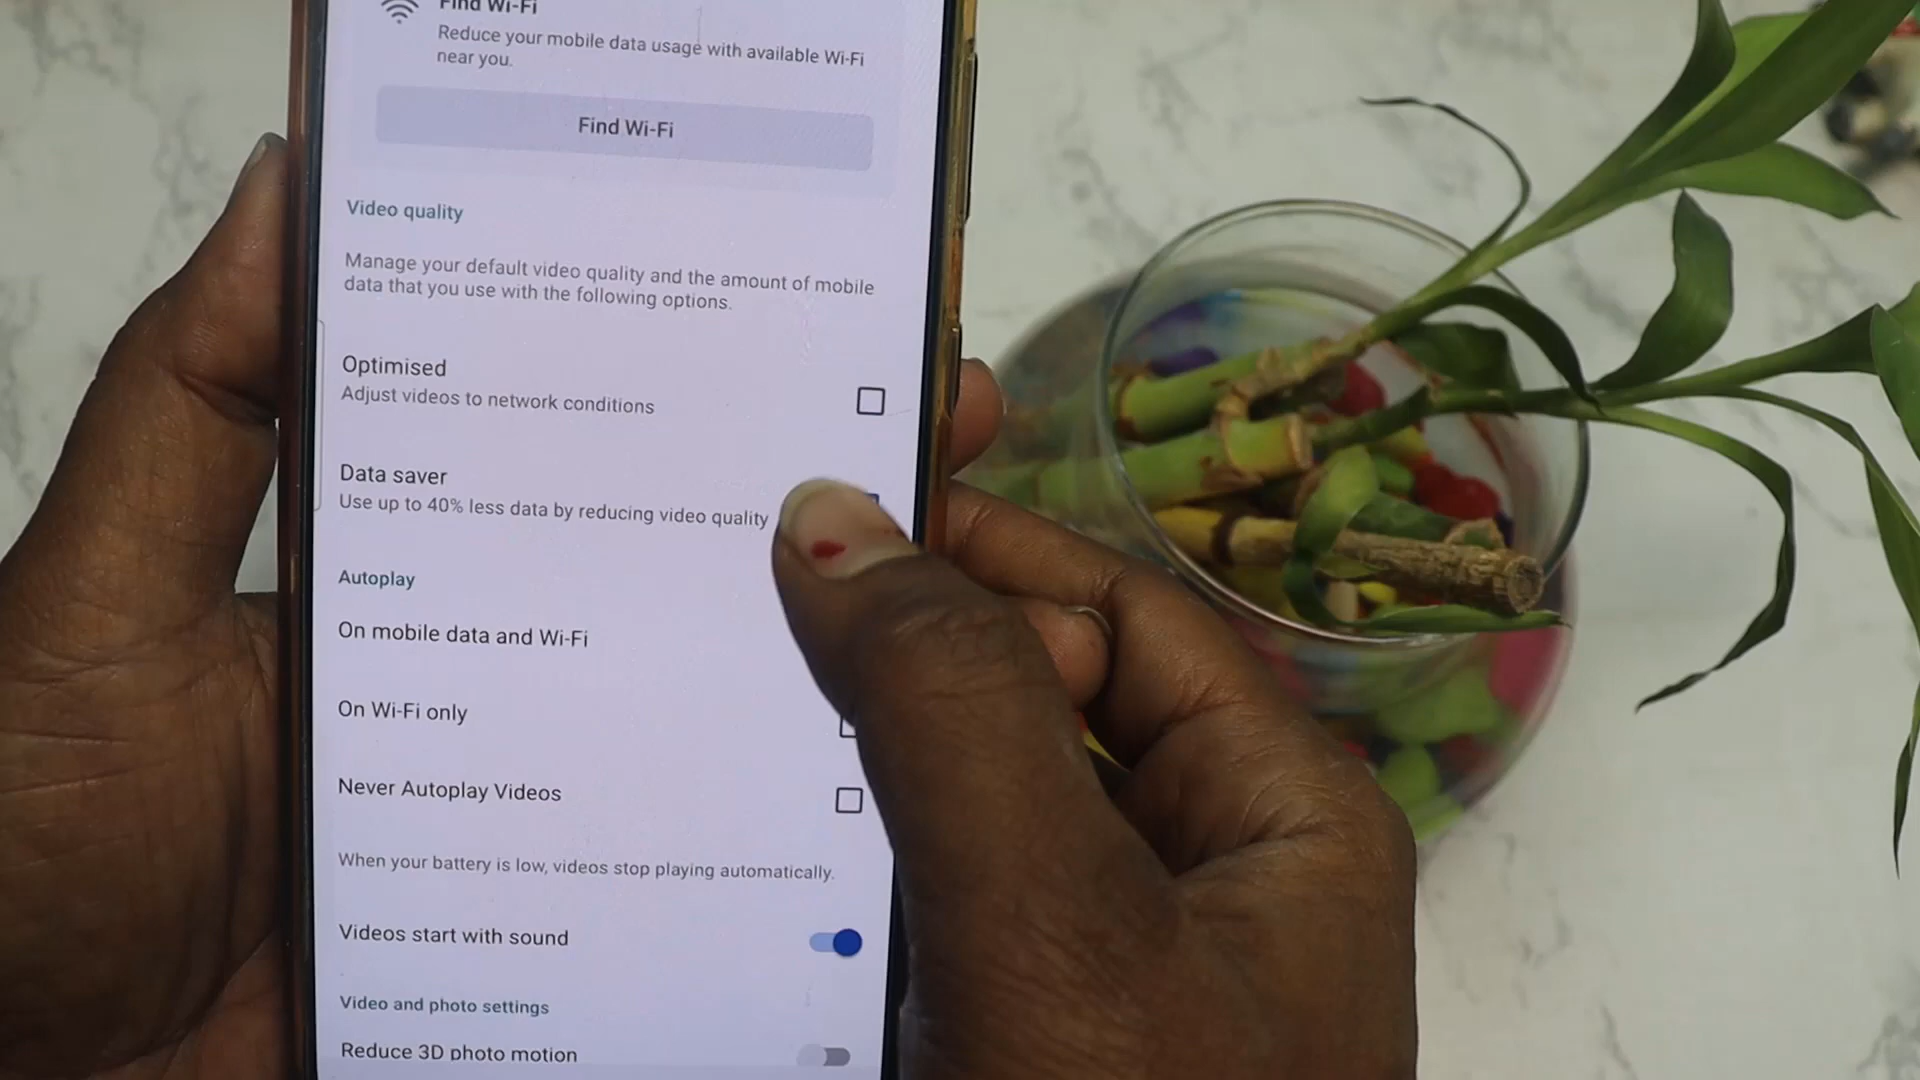 Find Wi-Fi
Reduce your mobile data usage with available Wi-Fi
near you.
Find Wi-Fi
Video quality
Manage your default video quality and the amount of mobile
data that you use with the following options.
Optimised
Adjust videos to network conditions
Data saver
Use up to 40% less data by reducing video quality
Autoplay
On mobile data and Wi-Fi
On Wi-Fi only
Never Autoplay Videos
When your battery is low, videos stop playing automatically.
Videos start with sound
Video and photo settings
Reduce 3D photo motion